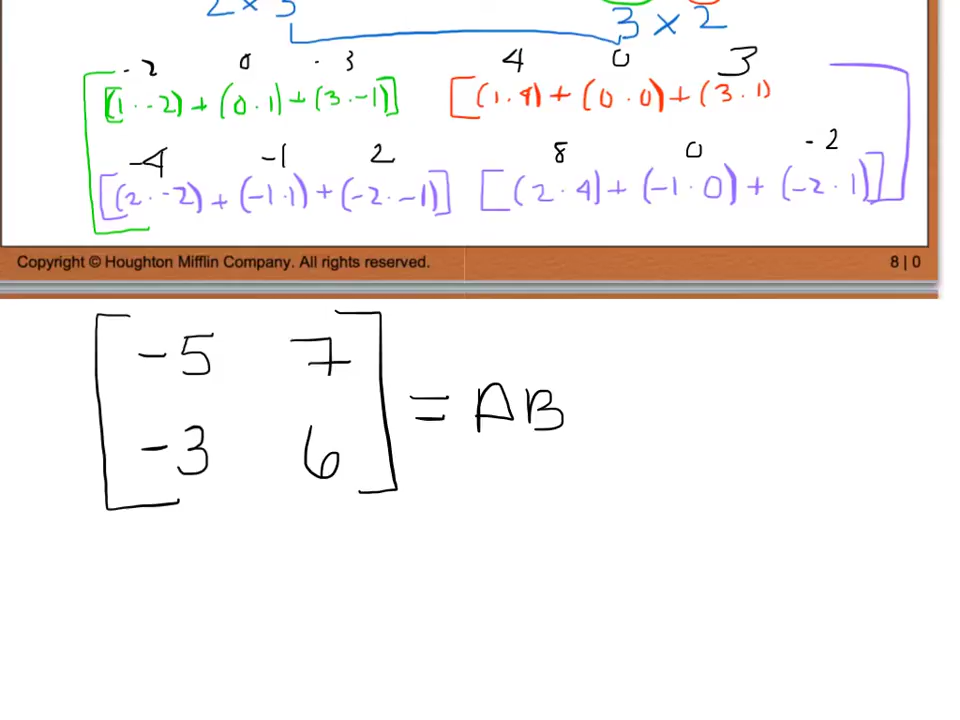 2 × 3
3 × 2
-2 0 -3 4 0 3
[(1·-2)+(0·1)+(3·-1)] [(1·4)+(0·0)+(3·1)
-4 -1 2 8 0 -2
[(2·-2)+(-1·1)+(-2·-1)] [(2·4)+(-1·0)+(-2·1)]
Copyright © Houghton Mifflin Company. All rights reserved. 8 | 0
-5 7
= AB
-3 6